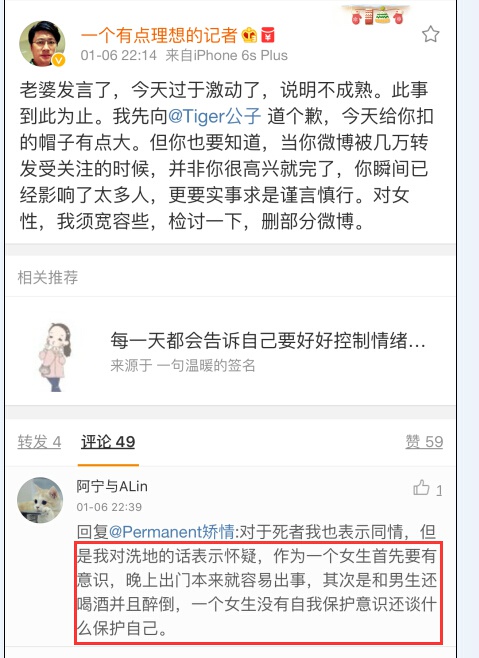 一个有点理想的记者
01-06 22:14 来自iPhone 6s Plus
老婆发言了，今天过于激动了，说明不成熟。此事
到此为止。我先向@Tiger公子 道个歉，今天给你扣
的帽子有点大。但你也要知道，当你微博被几万转
发受关注的时候，并非你很高兴就完了，你瞬间已
经影响了太多人，更要实事求是谨言慎行。对女
性，我须宽容些，检讨一下，删部分微博。
相关推荐
每一天都会告诉自己要好好控制情绪...
来源于 一句温暖的签名
转发 4 评论 49 赞 59
阿宁与ALin
1
01-06 22:39
回复@Permanent矫情:对于死者我也表示同情，但
是我对洗地的话表示怀疑，作为一个女生首先要有
意识，晚上出门本来就容易出事，其次是和男生还
喝酒并且醉倒，一个女生没有自我保护意识还谈什
么保护自己。